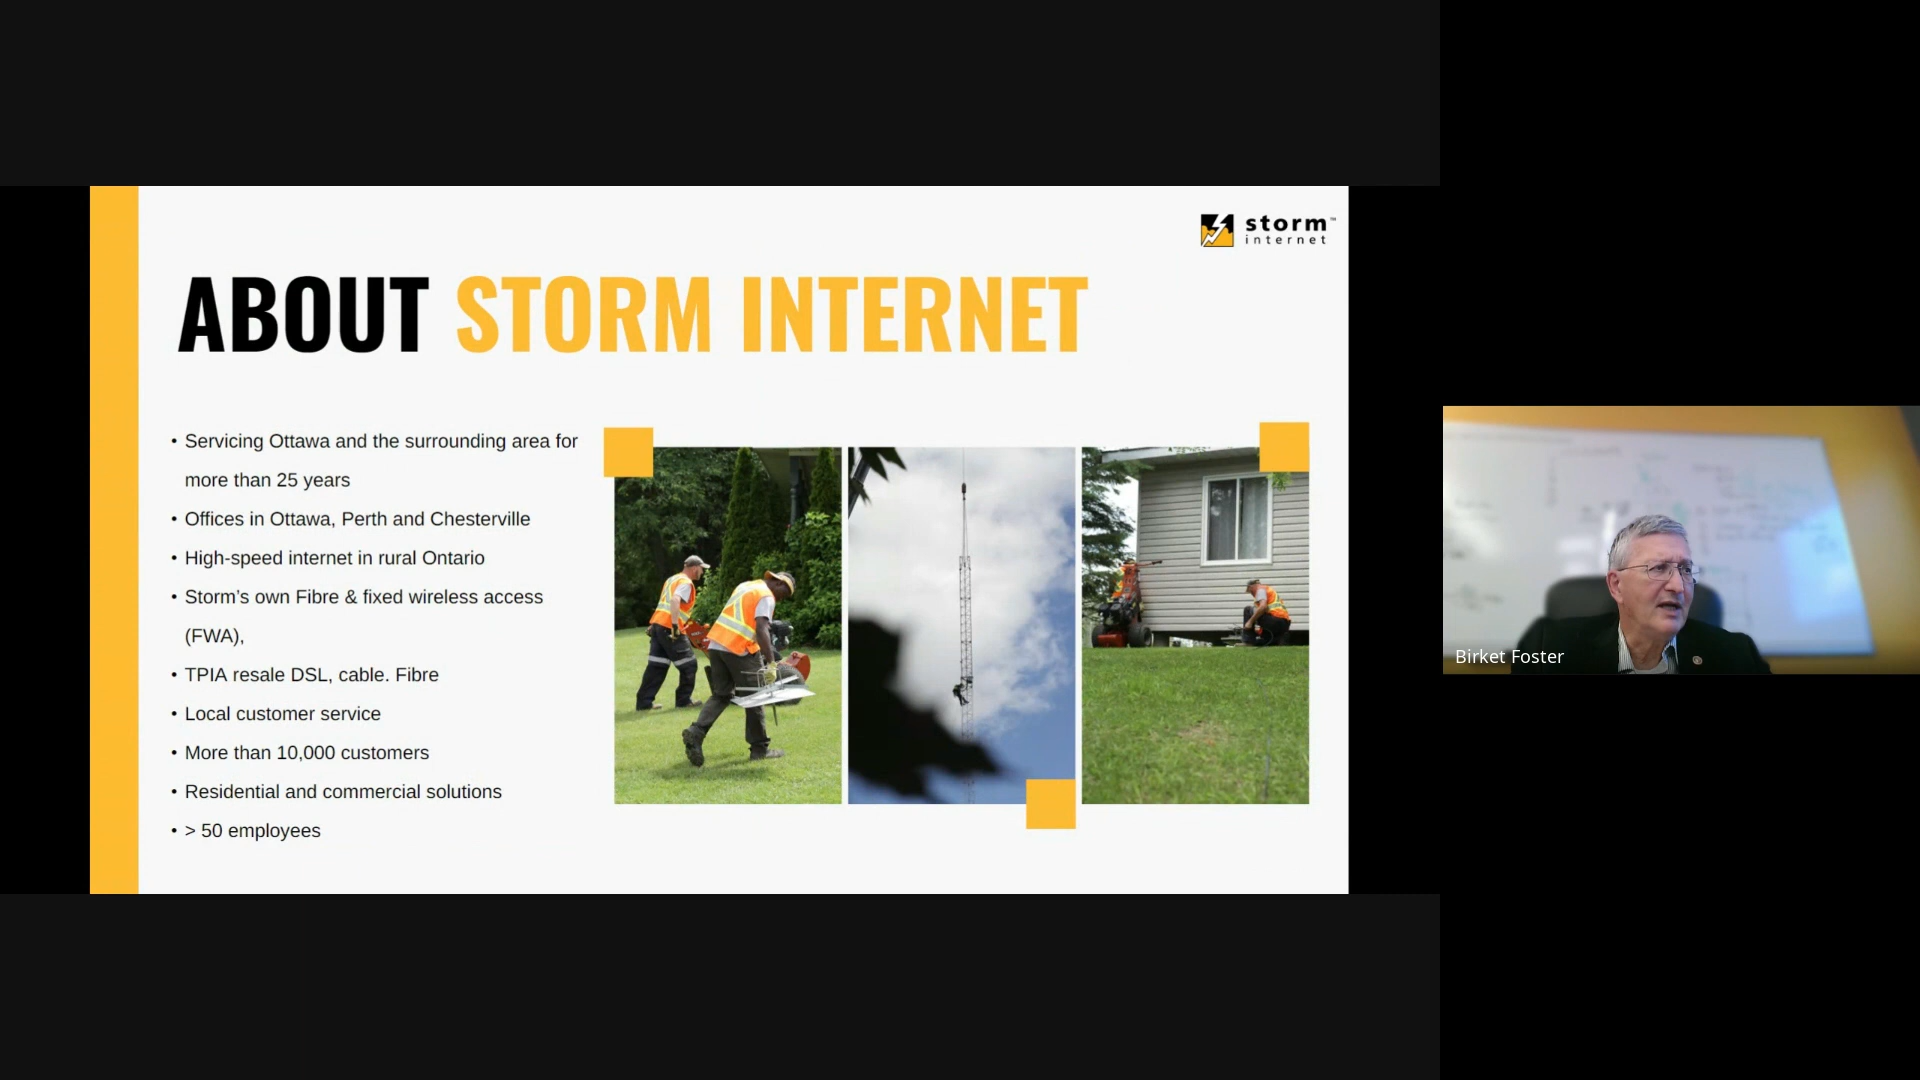 storm™
internet
ABOUT STORM INTERNET
• Servicing Ottawa and the surrounding area for
more than 25 years
• Offices in Ottawa, Perth and Chesterville
• High-speed internet in rural Ontario
• Storm’s own Fibre & fixed wireless access
(FWA),
• TPIA resale DSL, cable. Fibre
• Local customer service
• More than 10,000 customers
• Residential and commercial solutions
• > 50 employees
Birket Foster